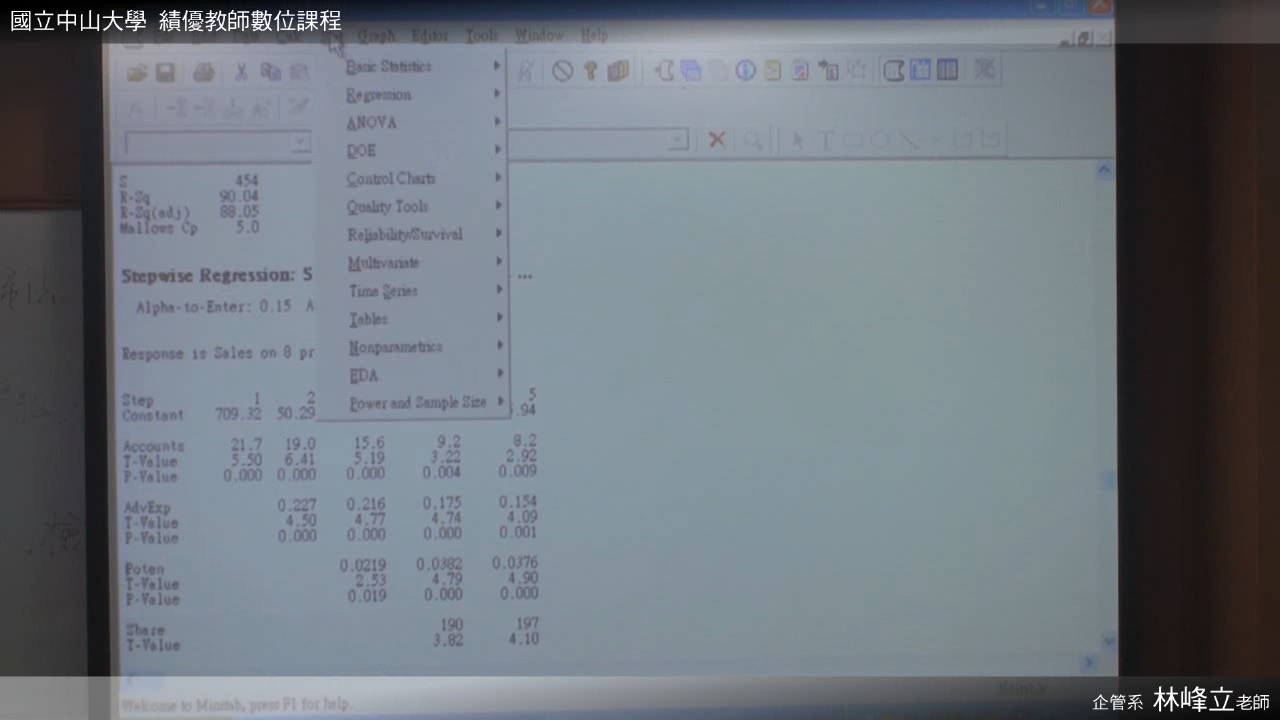 國立中山大學 績優教師數位課程
Graph Editor Tools Window Help
Basic Statistics
Regression
ANOVA
DOE
Control Charts
Quality Tools
Reliability/Survival
Multivariate
Time Series
Tables
Nonparametrics
EDA
Power and Sample Size
S 454
R-Sq 90.04
R-Sq(adj) 88.05
Mallows Cp 5.0
Stepwise Regression: S ...
Alpha-to-Enter: 0.15 A
Response is Sales on 8 pr
Step 1 2 5
Constant 709.32 50.29 .94
Accounts 21.7 19.0 15.6 9.2 8.2
T-Value 5.50 6.41 5.19 3.22 2.92
P-Value 0.000 0.000 0.000 0.004 0.009
AdvExp 0.227 0.216 0.175 0.154
T-Value 4.50 4.77 4.74 4.09
P-Value 0.000 0.000 0.000 0.001
Poten 0.0219 0.0382 0.0376
T-Value 2.53 4.79 4.90
P-Value 0.019 0.000 0.000
Share 190 197
T-Value 3.82 4.10
Welcome to Minitab, press F1 for help.
企管系 林峰立老師